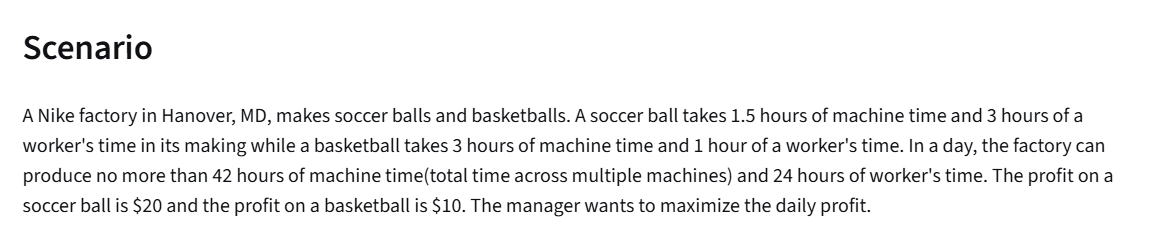 Scenario
A Nike factory in Hanover, MD, makes soccer balls and basketballs. A soccer ball takes 1.5 hours of machine time and 3 hours of a
worker's time in its making while a basketball takes 3 hours of machine time and 1 hour of a worker's time. In a day, the factory can
produce no more than 42 hours of machine time(total time across multiple machines) and 24 hours of worker's time. The profit on a
soccer ball is $20 and the profit on a basketball is $10. The manager wants to maximize the daily profit.